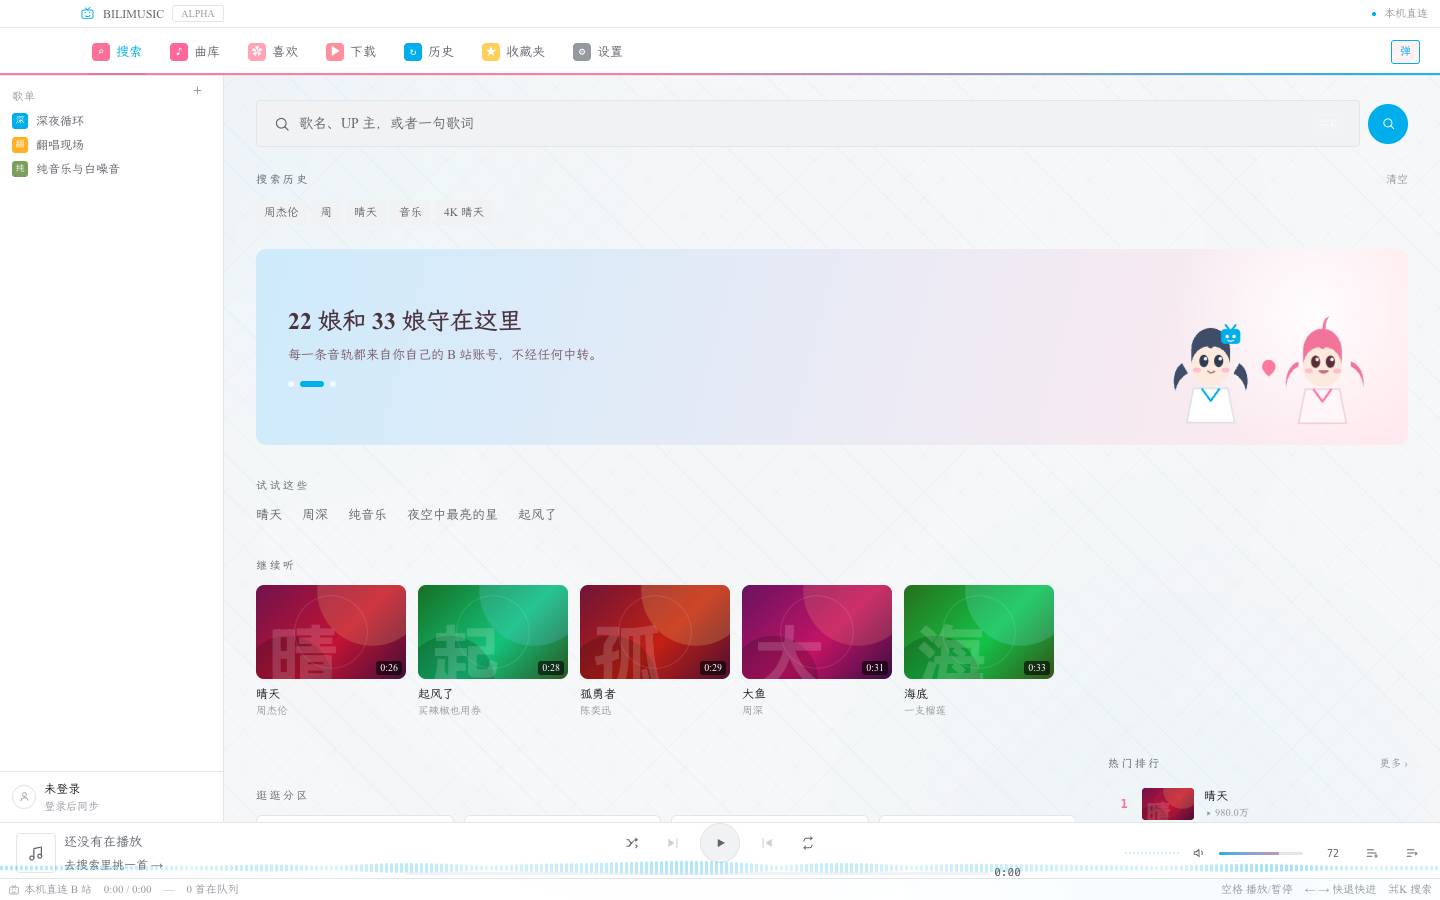 BILIMUSIC ALPHA
本机直连
搜索 曲库 喜欢 下载 历史 收藏夹 设置
弹
歌单
深 深夜循环
翻 翻唱现场
纯 纯音乐与白噪音
未登录
登录后同步
歌名、UP 主，或者一句歌词
⌘K
搜索历史
清空
周杰伦 周 晴天 音乐 4K 晴天
22 娘和 33 娘守在这里
每一条音轨都来自你自己的 B 站账号，不经任何中转。
试试这些
晴天 周深 纯音乐 夜空中最亮的星 起风了
继续听
晴 0:26
起 0:28
孤 0:29
大 0:31
海 0:33
晴天
周杰伦
起风了
买辣椒也用券
孤勇者
陈奕迅
大鱼
周深
海底
一支榴莲
热门排行
更多 ›
1 晴 晴天
980.0万
逛逛分区
还没有在播放
去搜索里挑一首 →
0:00
72
本机直连 B 站 0:00 / 0:00 — 0 首在队列
空格 播放/暂停 ←→ 快退快进 ⌘K 搜索